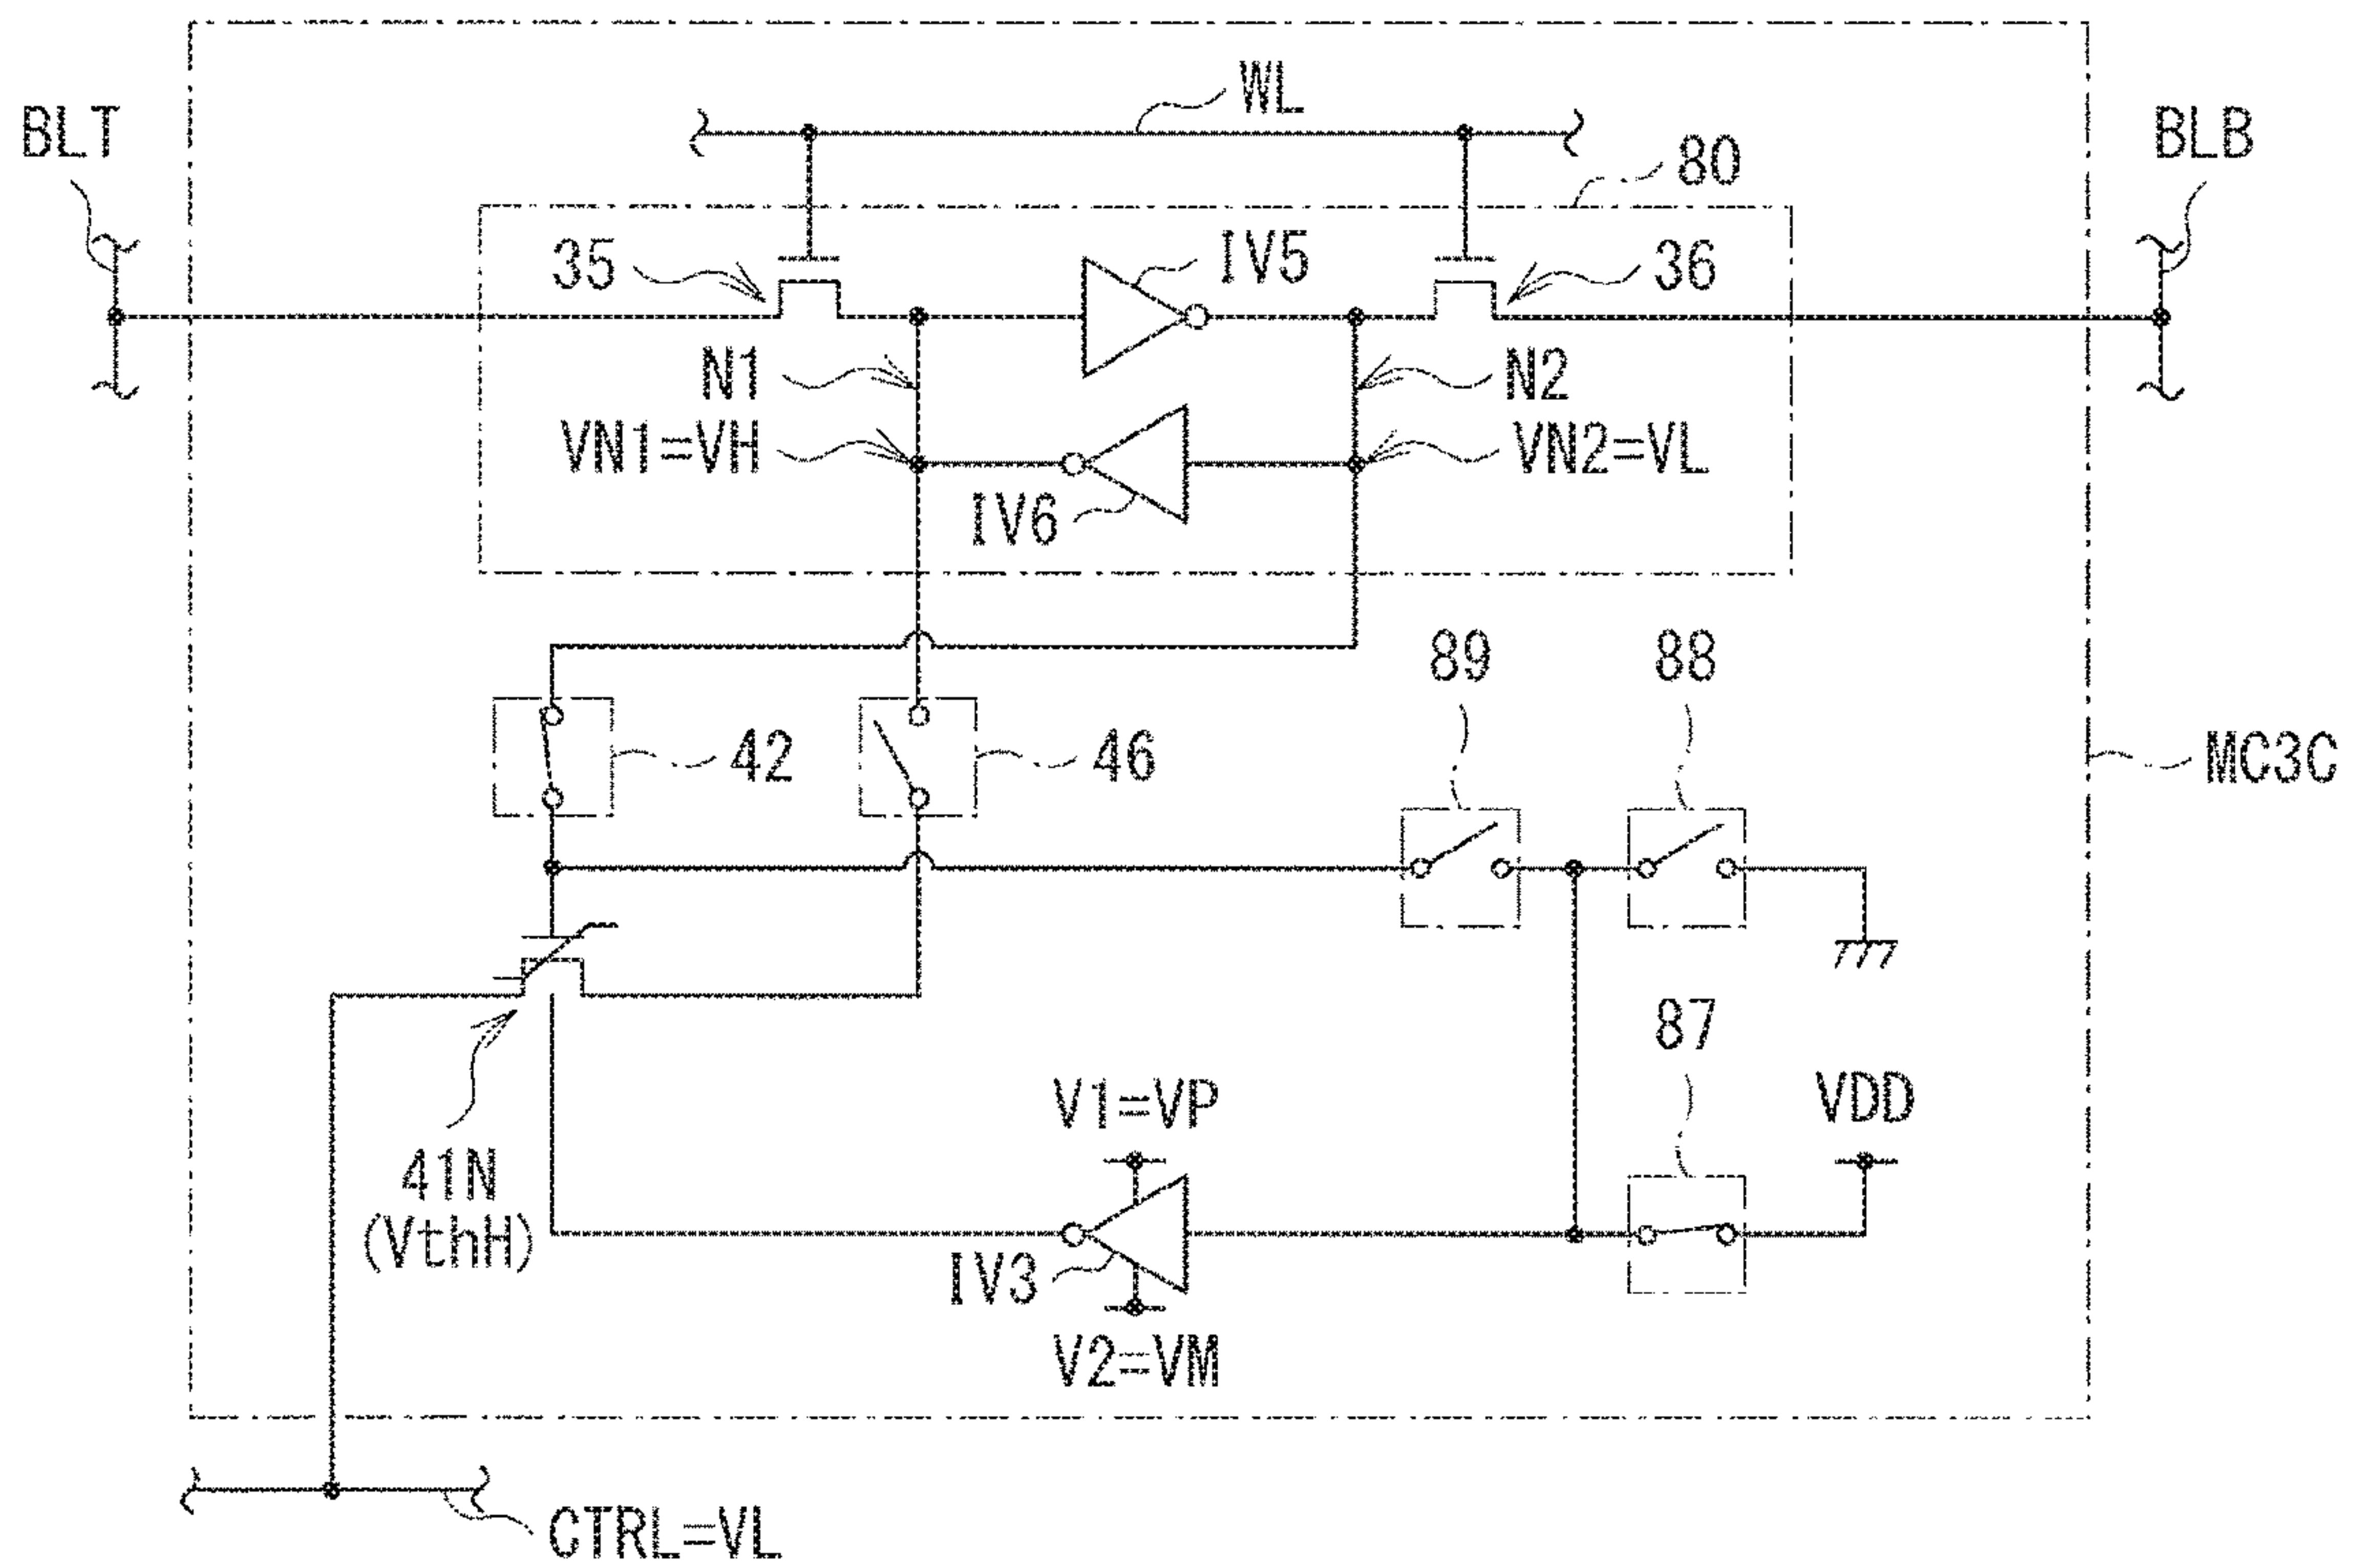 WL
BLT
BLB
80
35
IV5
36
N1
N2
VN1=VH
VN2=VL
IV6
89
88
42
46
MC3C
87
V1=VP
VDD
41N
(VthH)
IV3
V2=VM
CTRL=VL